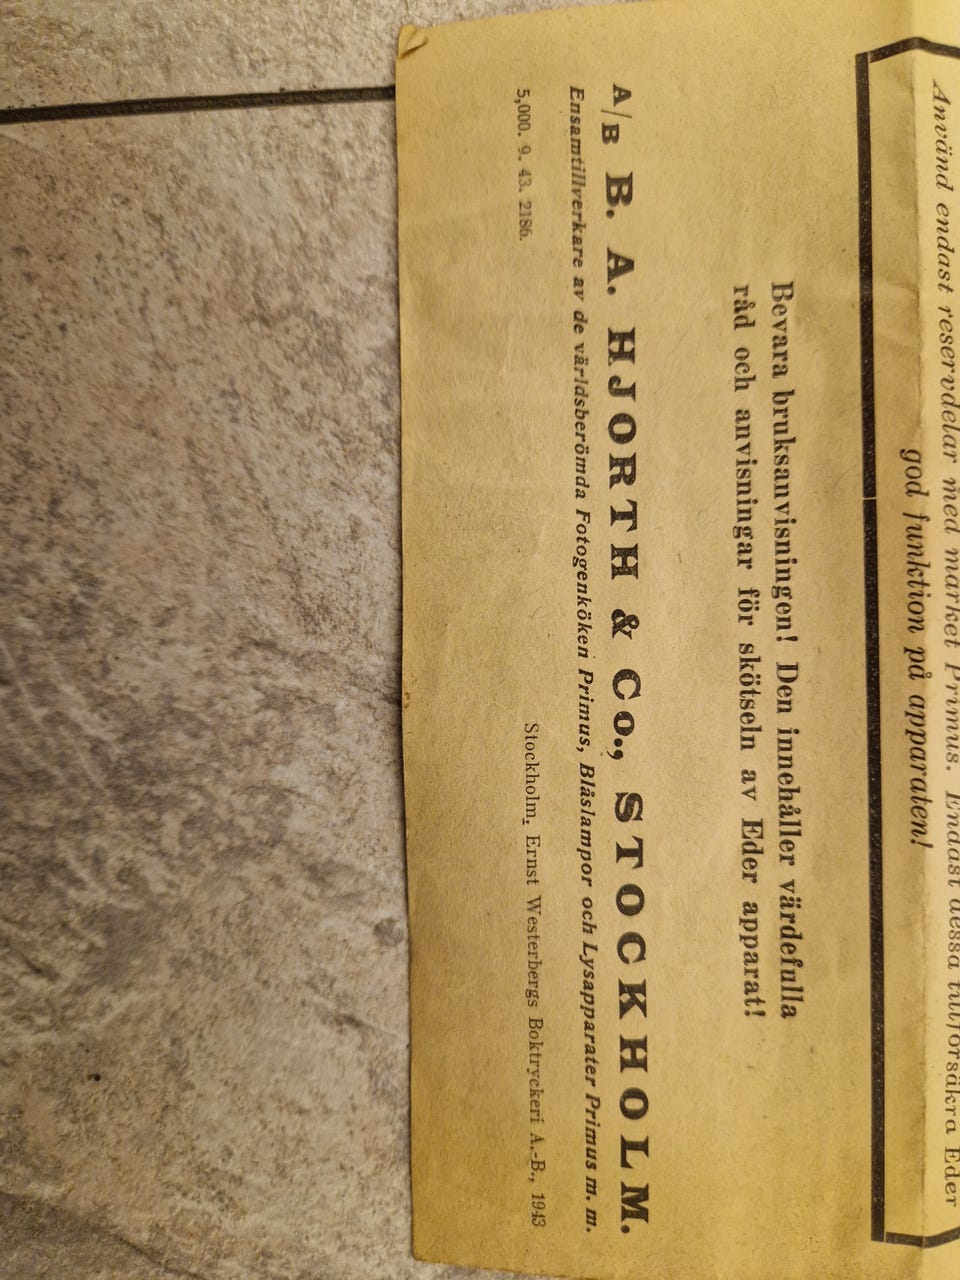 Använd endast reservdelar med märket Primus. Endast dessa tillförsäkra Eder
god funktion på apparaten!
Bevara bruksanvisningen! Den innehåller värdefulla
råd och anvisningar för skötseln av Eder apparat!
A/B B. A. HJORTH & Co., STOCKHOLM.
Ensamtillverkare av de världsberömda Fotogenköken Primus, Blåslampor och Lysapparater Primus m. m.
5,000. 9. 43. 2186. Stockholm, Ernst Westerbergs Boktryckeri A.-B., 1943